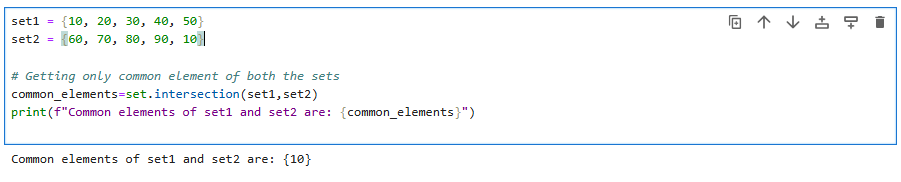 set1 = {10, 20, 30, 40, 50}
set2 = {60, 70, 80, 90, 10}
# Getting only common element of both the sets
common_elements=set.intersection(set1,set2)
print(f"Common elements of set1 and set2 are: {common_elements}")
Common elements of set1 and set2 are: {10}